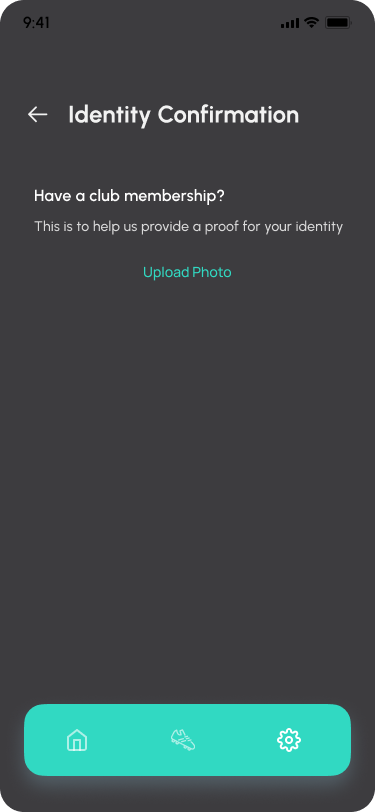 9:41
Identity Confirmation
Have a club membership?
This is to help us provide a proof for your identity
Upload Photo